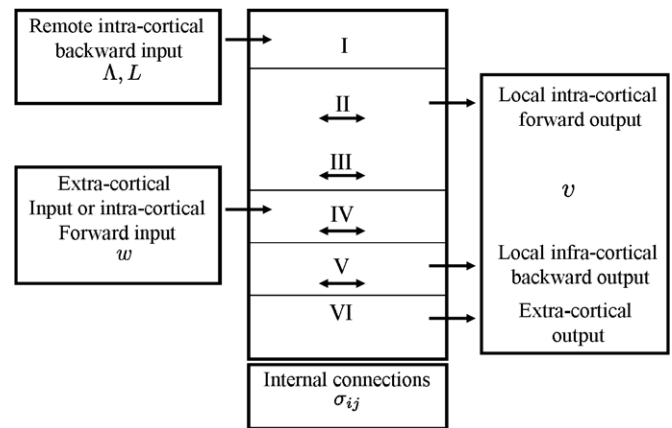 Remote intra-cortical
backward input
Λ, L
Extra-cortical
Input or intra-cortical
Forward input
w
I
II
III
IV
V
VI
Internal connections
σij
Local intra-cortical
forward output
v
Local infra-cortical
backward output
Extra-cortical
output